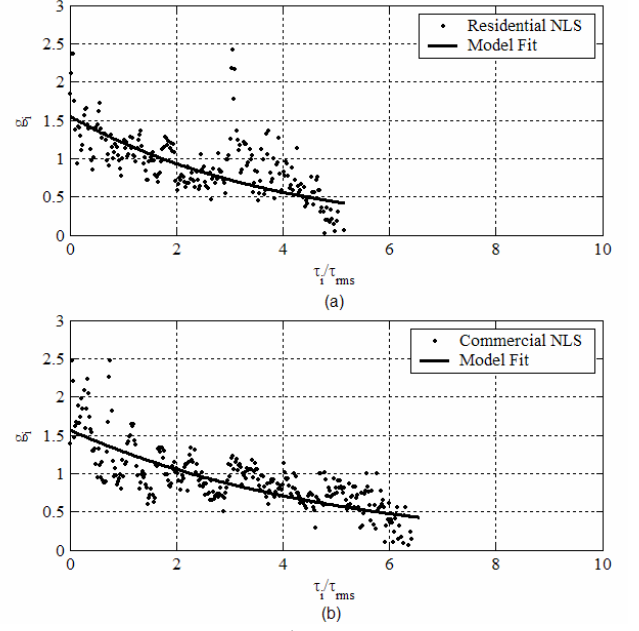 3
Residential NLS
Model Fit
2.5
2
1.5
g_i
1
0.5
0
0 2 4 6 8 10
τ_i/τ_rms
(a)
3
Commercial NLS
Model Fit
2.5
2
1.5
g_i
1
0.5
0
0 2 4 6 8 10
τ_i/τ_rms
(b)